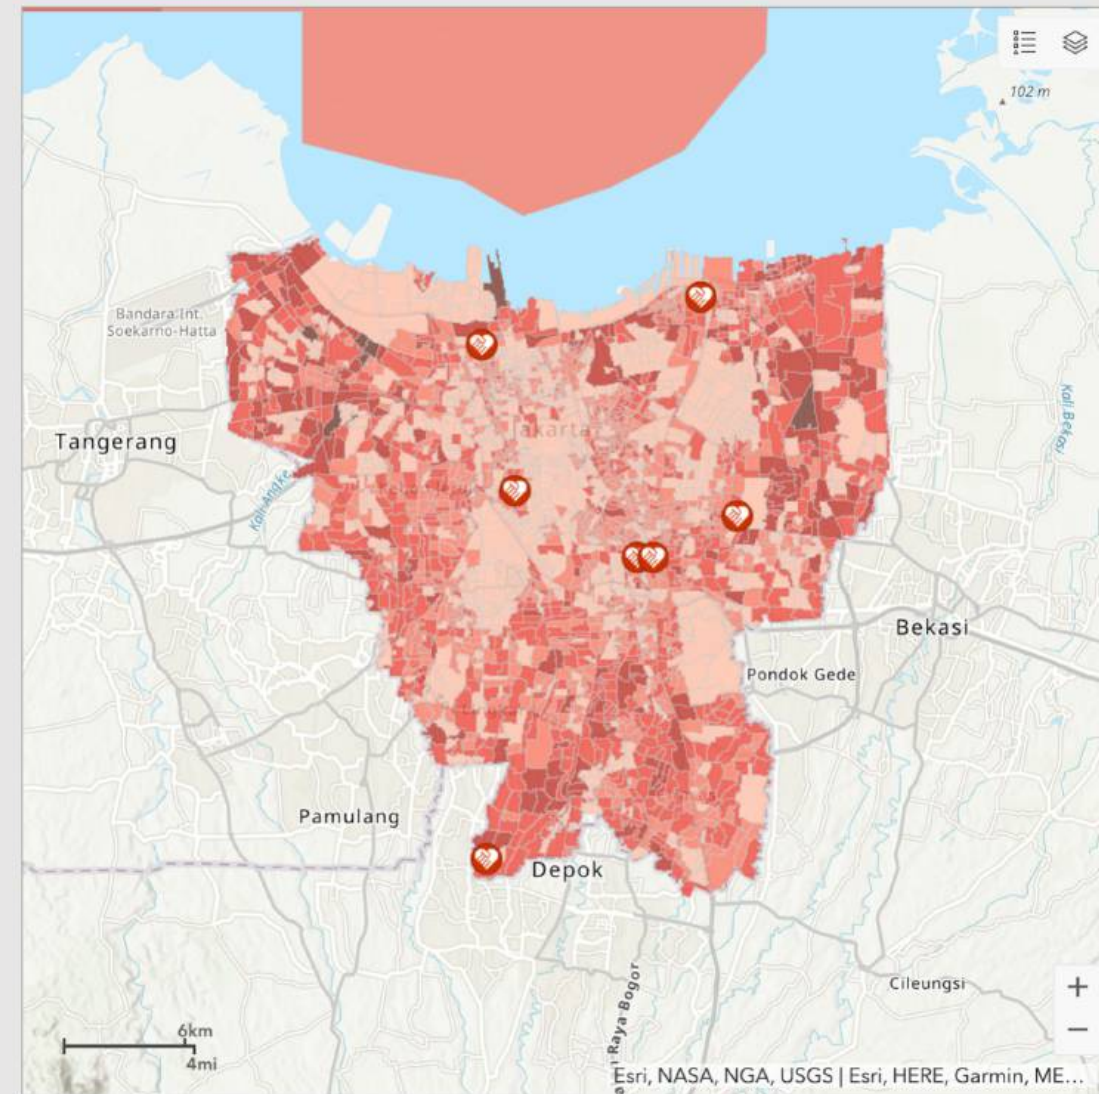 102 m
Bandara Int.
Soekarno-Hatta
Tangerang
Jakarta
Kali Angke
Kali Bekasi
Bekasi
Pondok Gede
Pamulang
Depok
Cileungsi
Raya Bogor
6km
4mi
Esri, NASA, NGA, USGS | Esri, HERE, Garmin, ME...